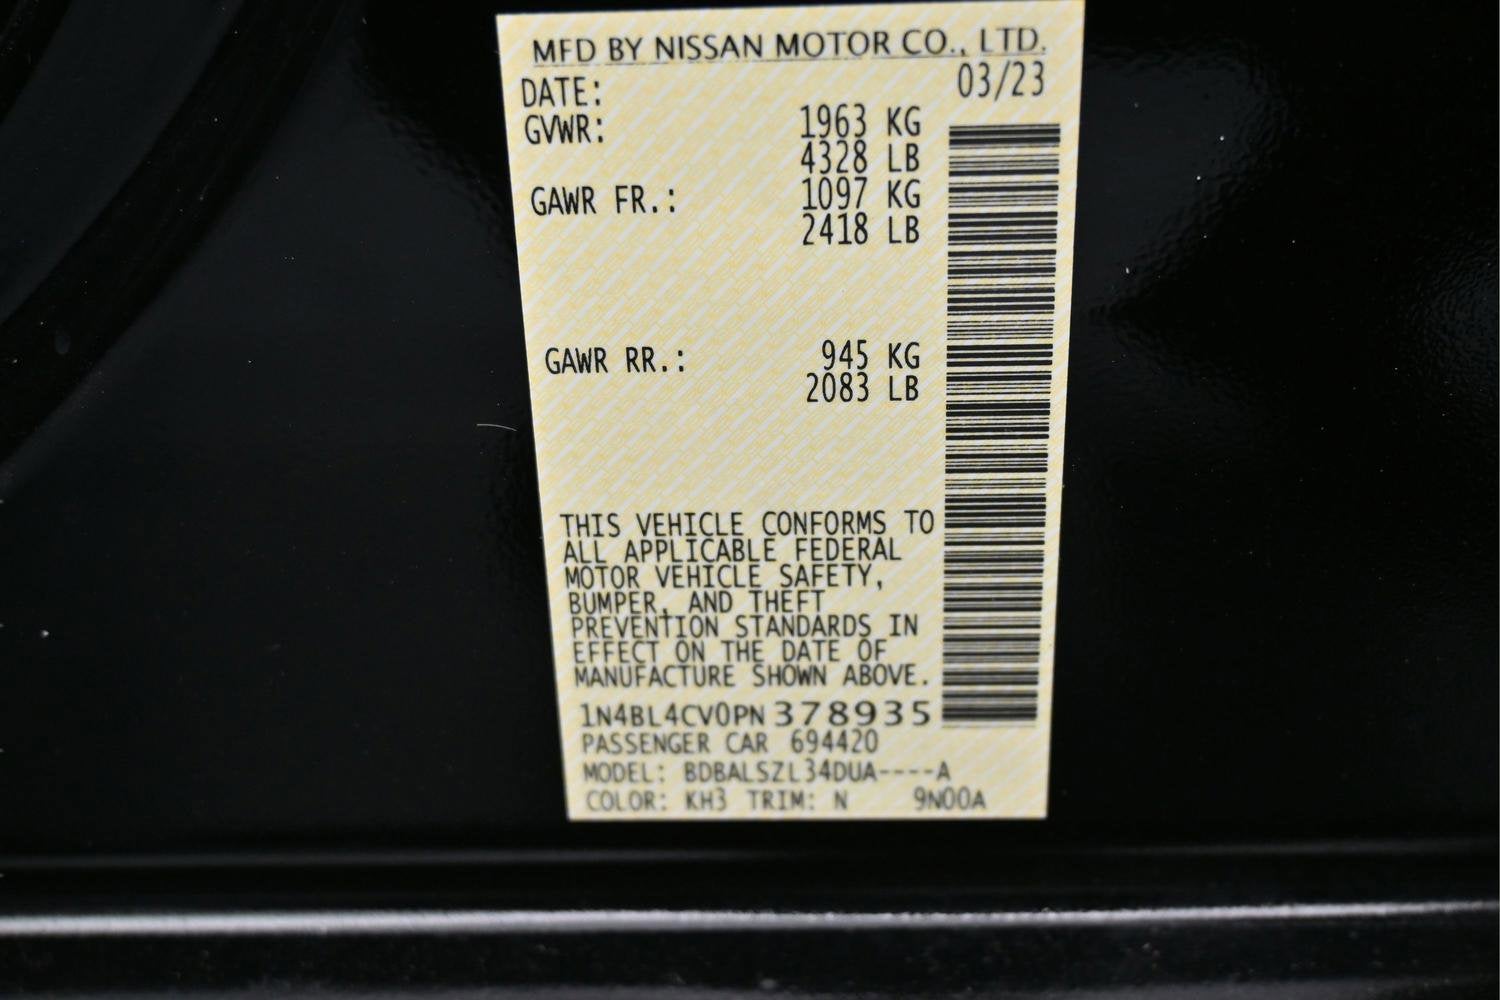 MFD BY NISSAN MOTOR CO., LTD.
DATE: 03/23
GVWR: 1963 KG
4328 LB
GAWR FR.: 1097 KG
2418 LB
GAWR RR.: 945 KG
2083 LB
THIS VEHICLE CONFORMS TO
ALL APPLICABLE FEDERAL
MOTOR VEHICLE SAFETY,
BUMPER, AND THEFT
PREVENTION STANDARDS IN
EFFECT ON THE DATE OF
MANUFACTURE SHOWN ABOVE.
1N4BL4CV0PN378935
PASSENGER CAR 694420
MODEL: BDBALSZL34DUA----A
COLOR: KH3 TRIM: N 9N00A